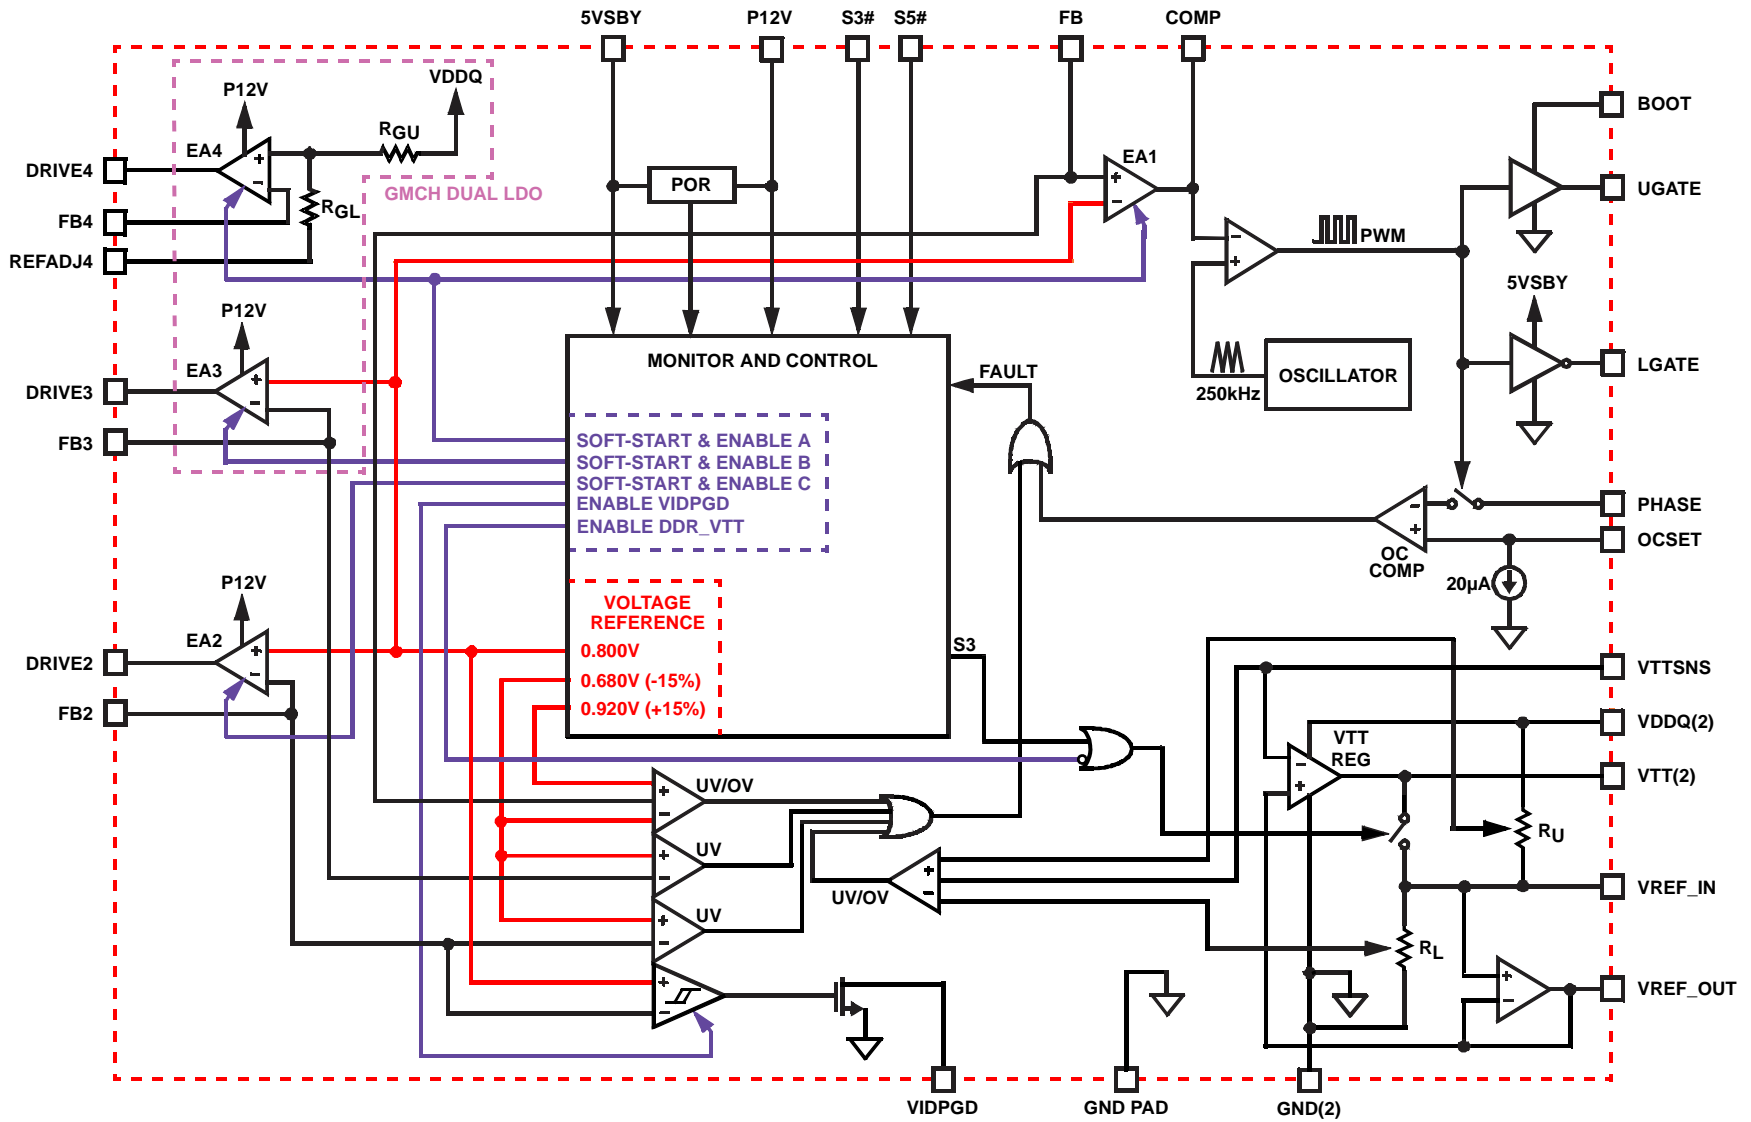 5VSBY
P12V
S3#
S5#
FB
COMP
VDDQ
P12V
RGU
EA4
+
-
DRIVE4
GMCH DUAL LDO
RGL
FB4
REFADJ4
POR
EA1
+
-
BOOT
UGATE
PWM
-
+
5VSBY
P12V
EA3
+
-
DRIVE3
FB3
MONITOR AND CONTROL
FAULT
250kHz
OSCILLATOR
LGATE
SOFT-START & ENABLE A
SOFT-START & ENABLE B
SOFT-START & ENABLE C
ENABLE VIDPGD
ENABLE DDR_VTT
-
+
OC
COMP
PHASE
OCSET
20µA
P12V
EA2
+
-
DRIVE2
FB2
VOLTAGE
REFERENCE
0.800V
0.680V (-15%)
0.920V (+15%)
S3
VTTSNS
VDDQ(2)
VTT
REG
-
+
VTT(2)
UV/OV
+
-
UV
+
-
UV
+
-
+
-
UV/OV
+
-
RU
VREF_IN
RL
+
-
VREF_OUT
VIDPGD
GND PAD
GND(2)